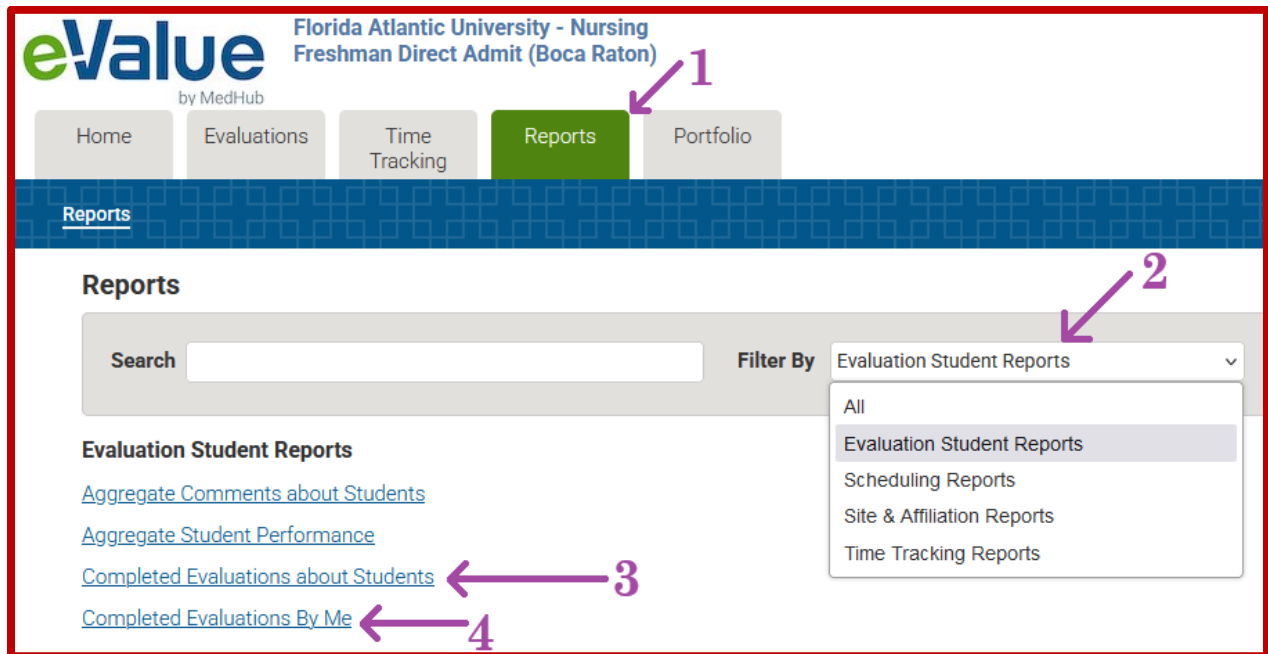 eValue
by MedHub
Florida Atlantic University - Nursing
Freshman Direct Admit (Boca Raton)
1
Home
Evaluations
Time
Tracking
Reports
Portfolio
Reports
Reports
2
Search
Filter By
Evaluation Student Reports
All
Evaluation Student Reports
Scheduling Reports
Site & Affiliation Reports
Time Tracking Reports
Evaluation Student Reports
Aggregate Comments about Students
Aggregate Student Performance
Completed Evaluations about Students
3
Completed Evaluations By Me
4